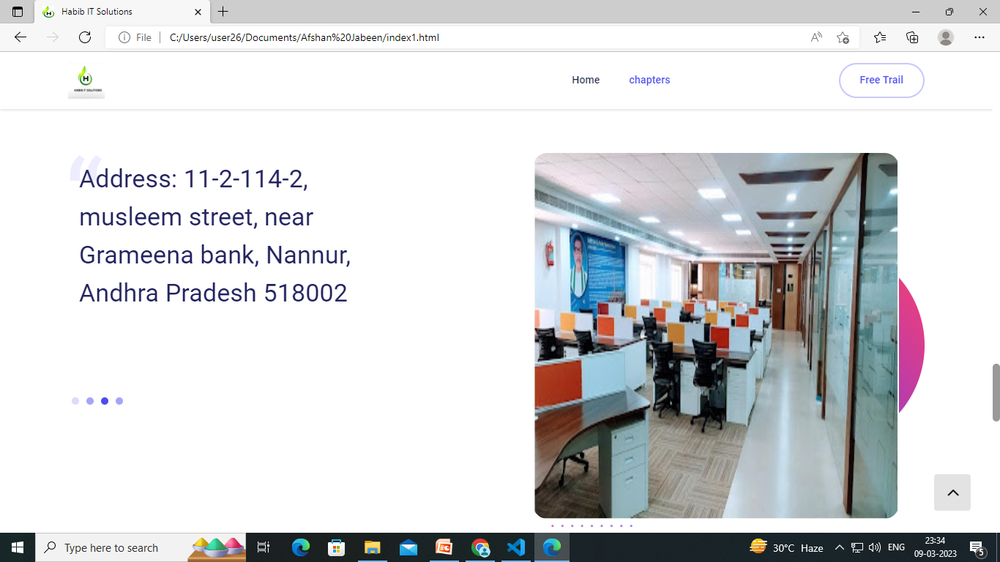 Habib IT Solutions
File
C:/Users/user26/Documents/Afshan%20Jabeen/index1.html
H
HABIB IT SOLUTIONS
Home
chapters
Free Trail
“
Address: 11-2-114-2,
musleem street, near
Grameena bank, Nannur,
Andhra Pradesh 518002
Type here to search
30°C Haze
ENG
23:34
09-03-2023
5